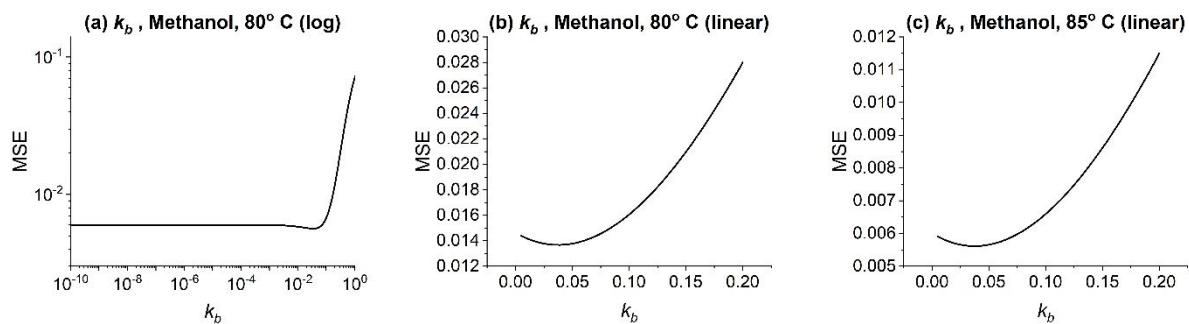 (a) k_b , Methanol, 80° C (log)
10⁻¹
10⁻²
MSE
10⁻¹⁰ 10⁻⁸ 10⁻⁶ 10⁻⁴ 10⁻² 10⁰
k_b
(b) k_b , Methanol, 80° C (linear)
0.030
0.028
0.026
0.024
0.022
0.020
0.018
0.016
0.014
0.012
MSE
0.00 0.05 0.10 0.15 0.20
k_b
(c) k_b , Methanol, 85° C (linear)
0.012
0.011
0.010
0.009
0.008
0.007
0.006
0.005
MSE
0.00 0.05 0.10 0.15 0.20
k_b